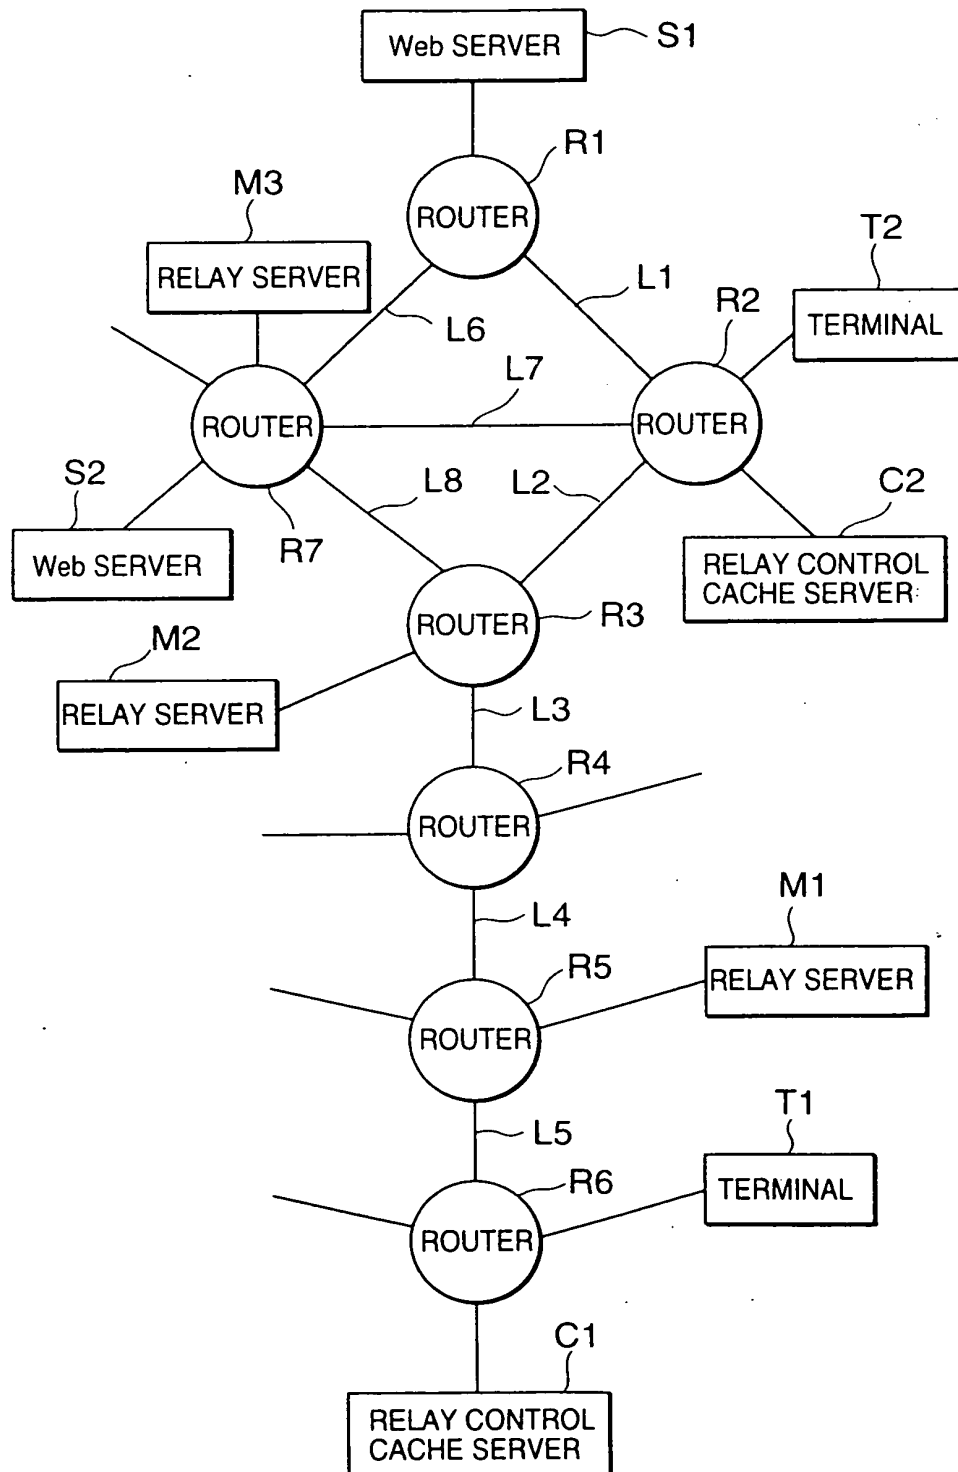 Web SERVER
S1
R1
ROUTER
M3
RELAY SERVER
T2
TERMINAL
L1
R2
L6
L7
ROUTER
ROUTER
S2
Web SERVER
L8
L2
C2
R7
RELAY CONTROL
CACHE SERVER
ROUTER
R3
M2
RELAY SERVER
L3
R4
ROUTER
M1
L4
R5
RELAY SERVER
ROUTER
T1
L5
R6
TERMINAL
ROUTER
C1
RELAY CONTROL
CACHE SERVER